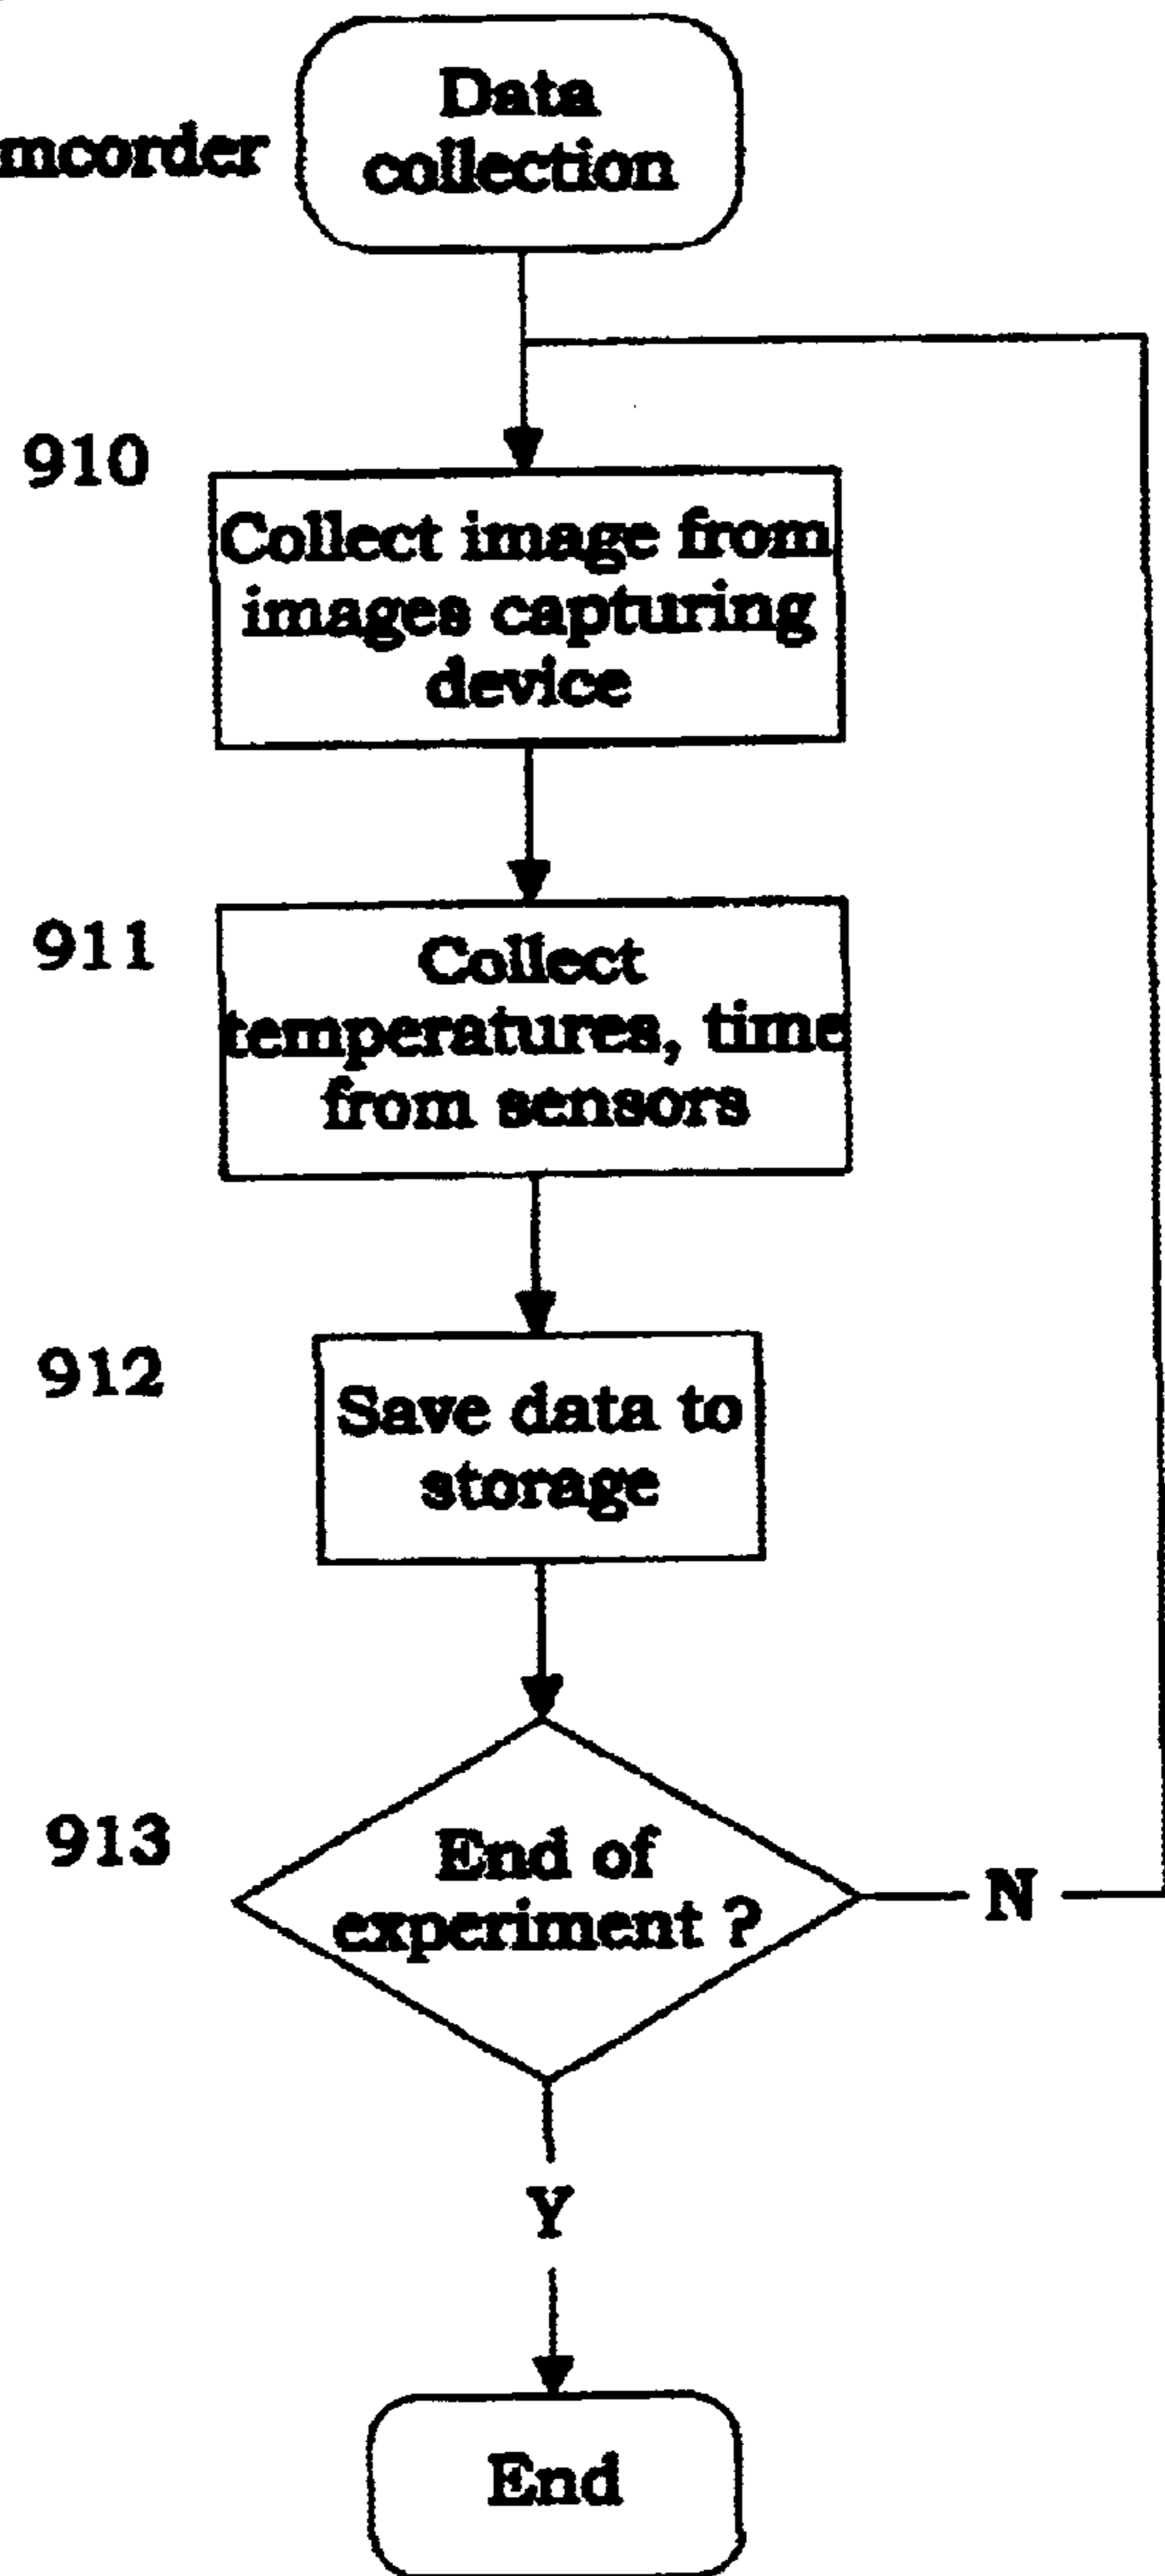 Data
mcorder
collection
910
Collect image from
images capturing
device
911
Collect
temperatures, time
from sensors
912
Save data to
storage
913
End of
experiment ?
N
Y
End